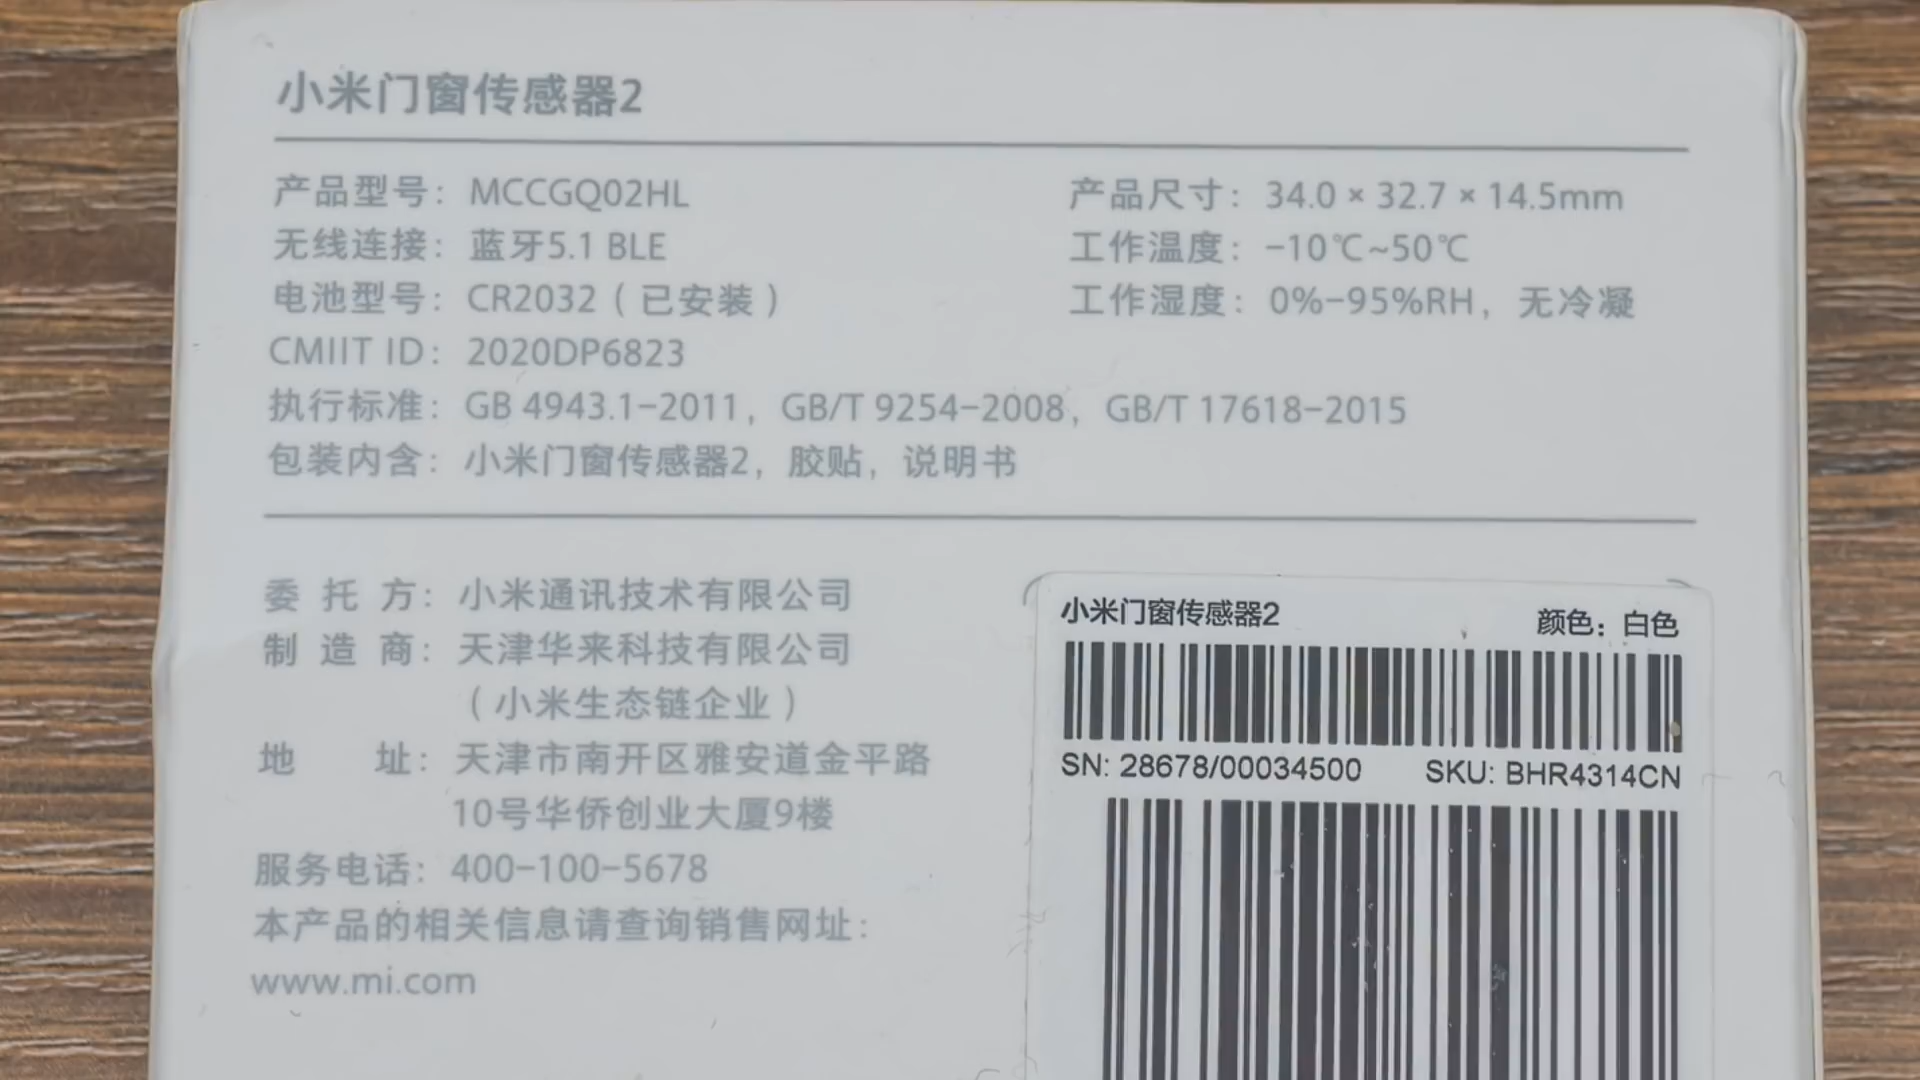 小米门窗传感器2
产品型号：MCCGQ02HL
无线连接：蓝牙5.1 BLE
电池型号：CR2032（已安装）
CMIIT ID：2020DP6823
产品尺寸：34.0 × 32.7 × 14.5mm
工作温度：-10℃~50℃
工作湿度：0%-95%RH，无冷凝
执行标准：GB 4943.1-2011，GB/T 9254-2008，GB/T 17618-2015
包装内含：小米门窗传感器2，胶贴，说明书
委托方：小米通讯技术有限公司
制造商：天津华来科技有限公司
（小米生态链企业）
地址：天津市南开区雅安道金平路
10号华侨创业大厦9楼
服务电话：400-100-5678
本产品的相关信息请查询销售网址：
www.mi.com
小米门窗传感器2 颜色：白色
SN: 28678/00034500 SKU: BHR4314CN